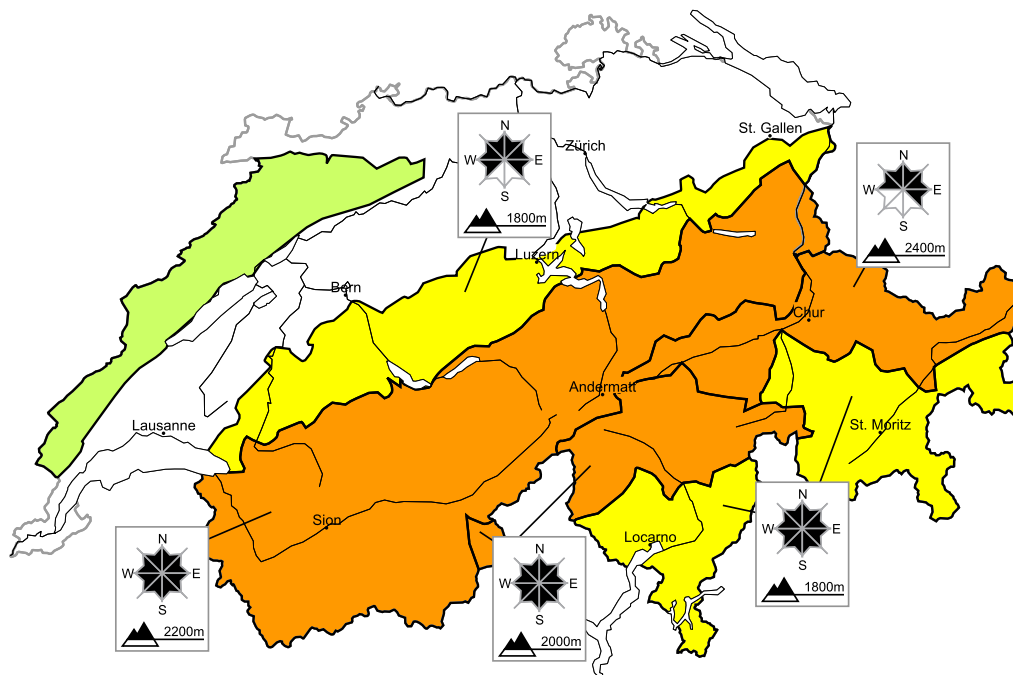 St. Gallen
Zürich
N
W E
S
1800m
N
W E
S
2400m
Luzern
Bern
Chur
Andermatt
Lausanne
St. Moritz
Sion
Locarno
N
W E
S
2200m
N
W E
S
2000m
N
W E
S
1800m